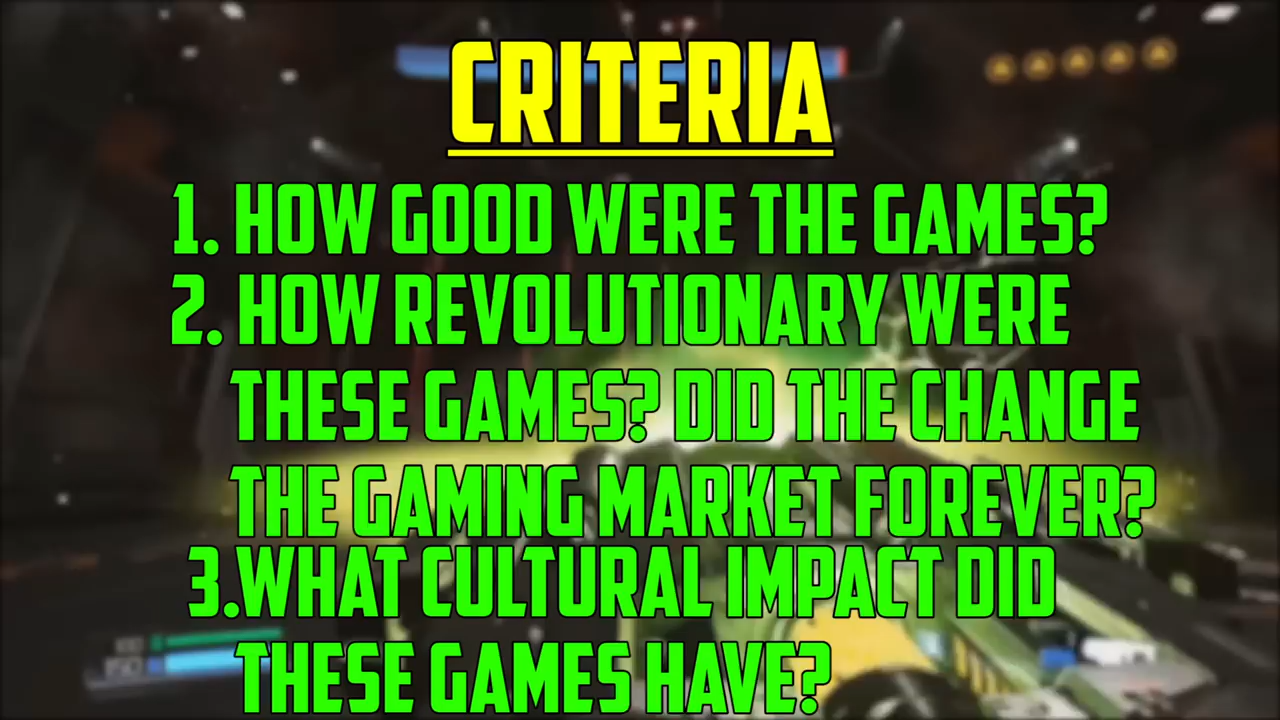 CRITERIA
1. HOW GOOD WERE THE GAMES?
2. HOW REVOLUTIONARY WERE
THESE GAMES? DID THE CHANGE
THE GAMING MARKET FOREVER?
3.WHAT CULTURAL IMPACT DID
THESE GAMES HAVE?